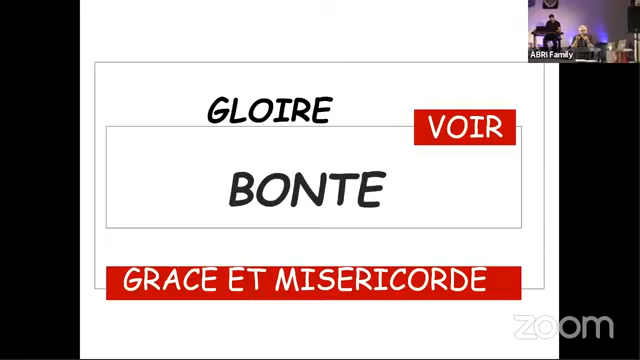 ABRI Family
GLOIRE
VOIR
BONTE
GRACE ET MISERICORDE
zoom